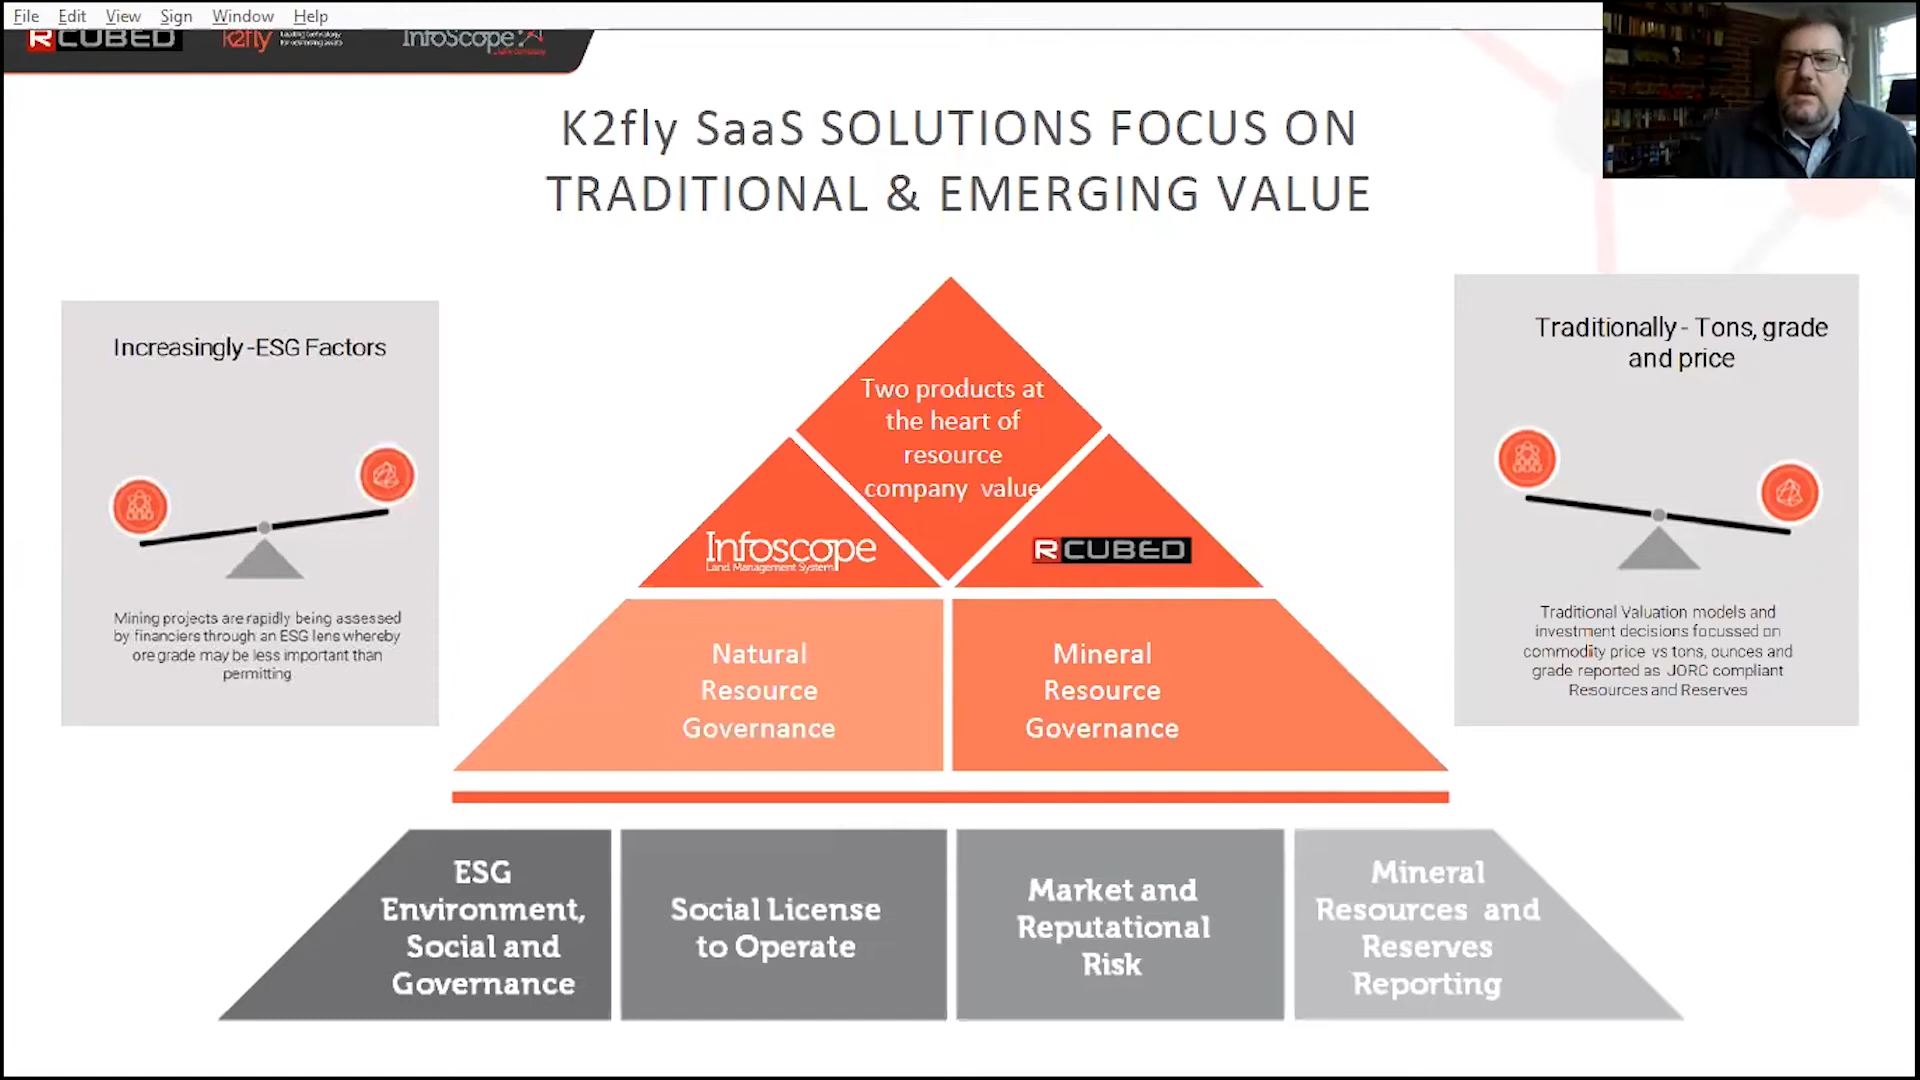 File Edit View Sign Window Help
RCUBED k2fly Leading technology InfoScope
K2fly SaaS SOLUTIONS FOCUS ON
TRADITIONAL & EMERGING VALUE
Increasingly -ESG Factors
Mining projects are rapidly being assessed
by financiers through an ESG lens whereby
ore grade may be less important than
permitting
Two products at
the heart of
resource
company value
Infoscope
Land Management System
RCUBED
Natural
Resource
Governance
Mineral
Resource
Governance
Traditionally - Tons, grade
and price
Traditional Valuation models and
investment decisions focussed on
commodity price vs tons, ounces and
grade reported as JORC compliant
Resources and Reserves
ESG
Environment,
Social and
Governance
Social License
to Operate
Market and
Reputational
Risk
Mineral
Resources and
Reserves
Reporting